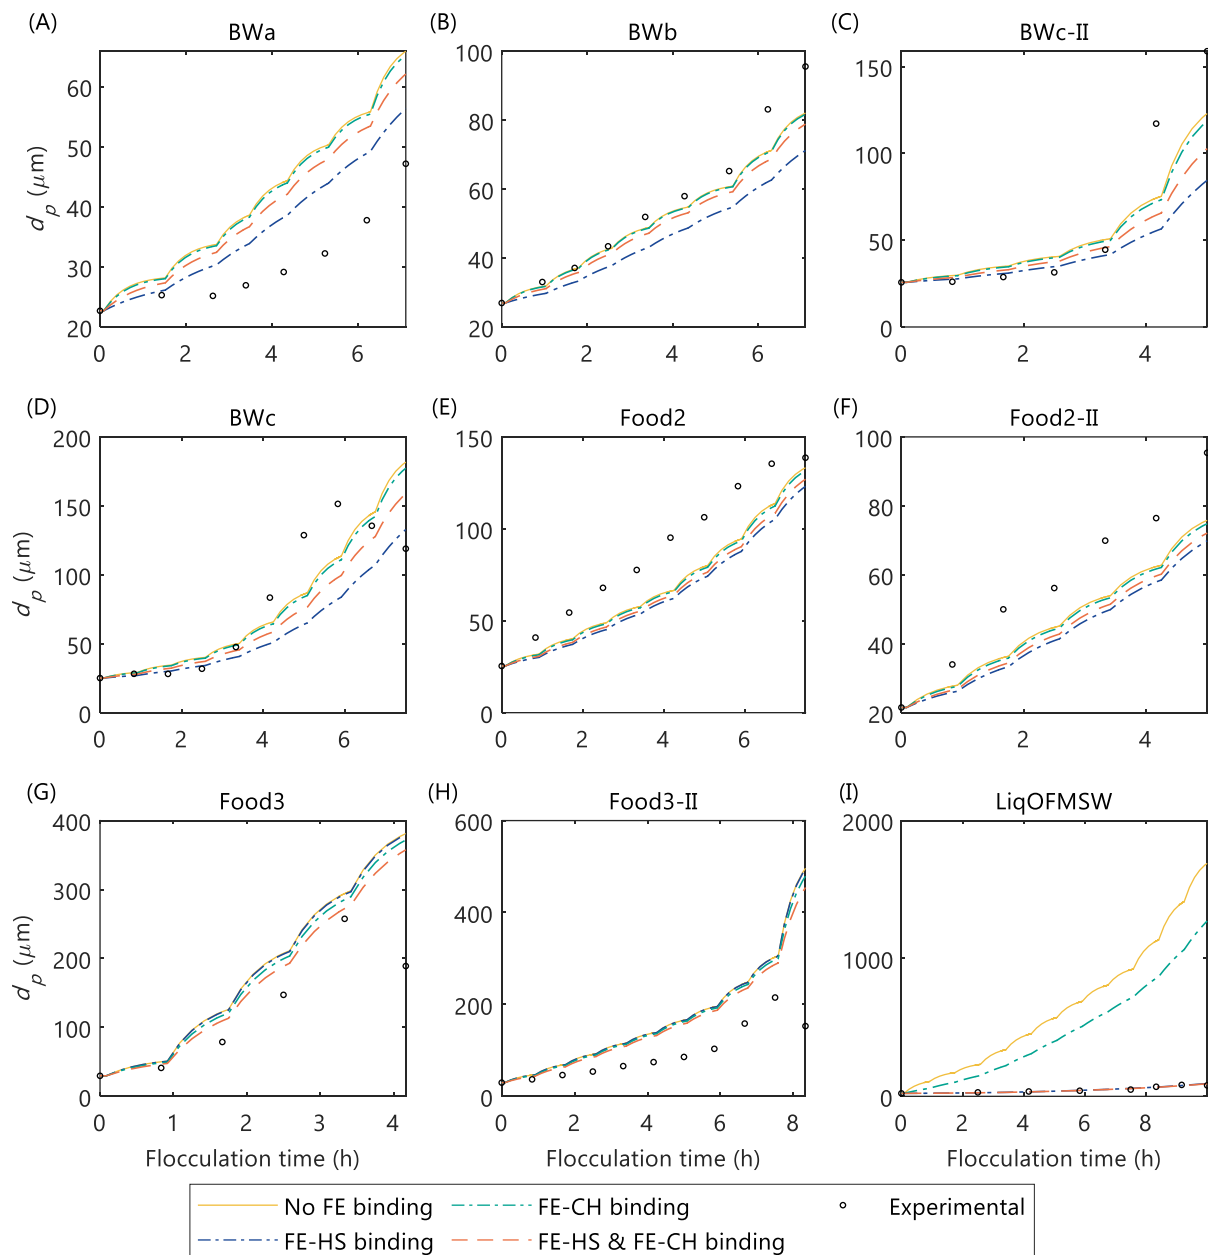 (A) BWa
(B) BWb
(C) BWc-II
d_p (μm)
60
50
40
30
20
0 2 4 6
100
80
60
40
20
0 2 4 6
150
100
50
0
0 2 4
(D) BWc
(E) Food2
(F) Food2-II
d_p (μm)
200
150
100
50
0
0 2 4 6
150
100
50
0
0 2 4 6
100
80
60
40
20
0 2 4
(G) Food3
(H) Food3-II
(I) LiqOFMSW
d_p (μm)
400
300
200
100
0
0 1 2 3 4
600
400
200
0
0 2 4 6 8
2000
1000
0
0 2 4 6 8
Flocculation time (h)
Flocculation time (h)
Flocculation time (h)
No FE binding
FE-CH binding
Experimental
FE-HS binding
FE-HS & FE-CH binding